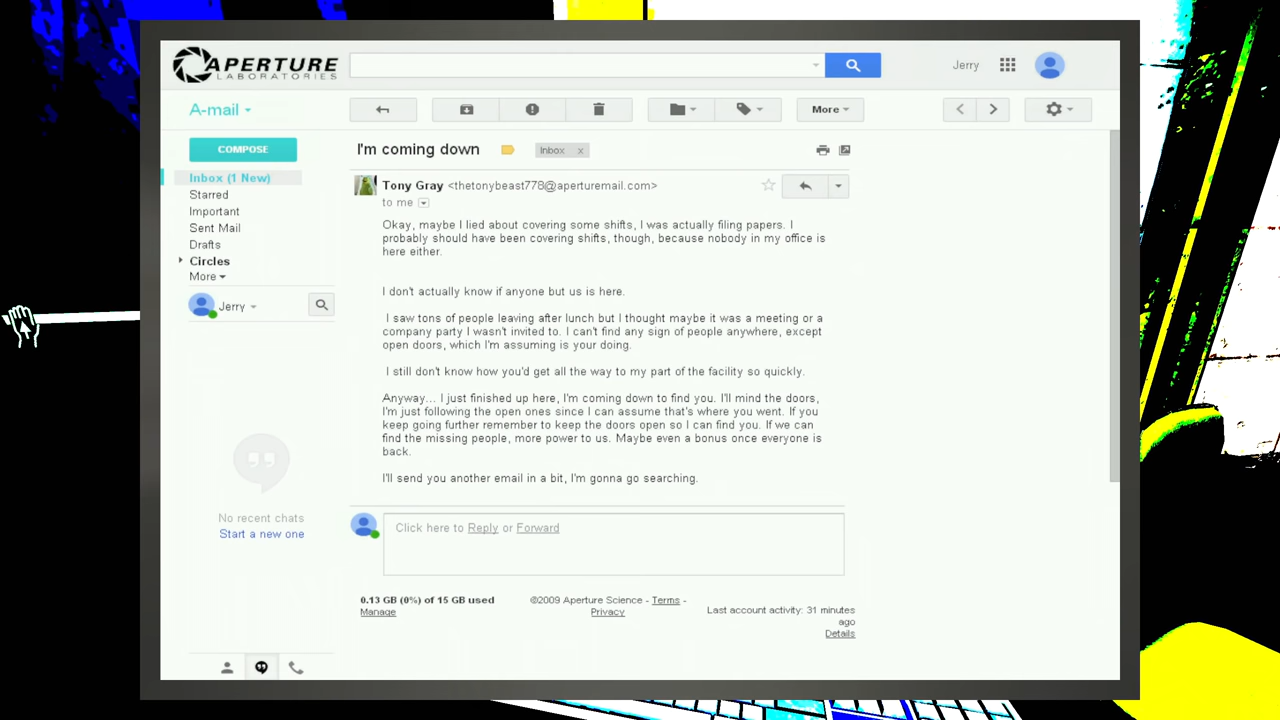 APERTURE
LABORATORIES
Jerry
A-mail
More
COMPOSE
I'm coming down
Inbox x
Inbox (1 New)
Starred
Important
Sent Mail
Drafts
Circles
More
Jerry
Tony Gray <thetonybeast778@aperturemail.com>
to me
Okay, maybe I lied about covering some shifts, I was actually filing papers. I
probably should have been covering shifts, though, because nobody in my office is
here either.
I don't actually know if anyone but us is here.
I saw tons of people leaving after lunch but I thought maybe it was a meeting or a
company party I wasn't invited to. I can't find any sign of people anywhere, except
open doors, which I'm assuming is your doing.
I still don't know how you'd get all the way to my part of the facility so quickly.
Anyway... I just finished up here, I'm coming down to find you. I'll mind the doors,
I'm just following the open ones since I can assume that's where you went. If you
keep going further remember to keep the doors open so I can find you. If we can
find the missing people, more power to us. Maybe even a bonus once everyone is
back.
I'll send you another email in a bit, I'm gonna go searching.
No recent chats
Start a new one
Click here to Reply or Forward
0.13 GB (0%) of 15 GB used
Manage
©2009 Aperture Science - Terms -
Privacy
Last account activity: 31 minutes
ago
Details